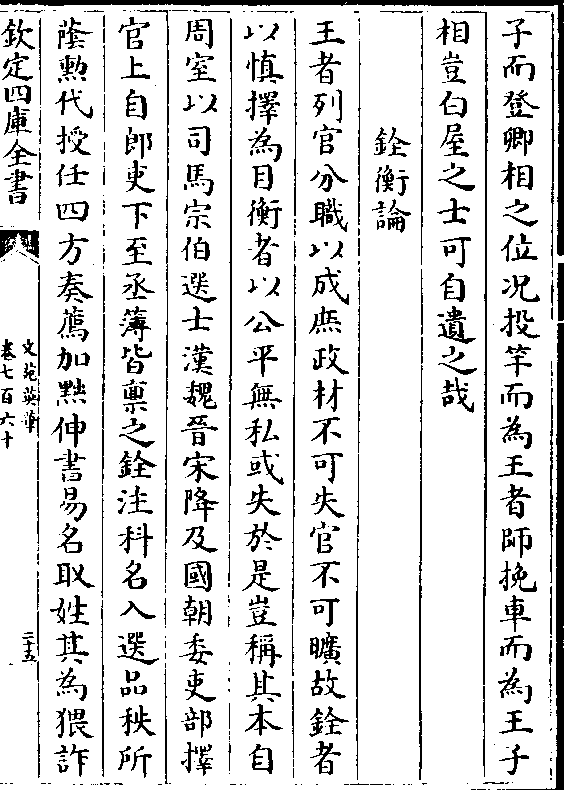 子而登卿相之位况投竿而為王者師挽車而為王子
相豈白屋之士可自遺之哉
銓衡論
王者列官分職以成庶政材不可失官不可曠故銓者
以慎擇為目衡者以公平無私或失於是豈稱其本自
周室以司馬宗伯選士漢魏晉宋降及國朝委吏部擇
官上自郎吏下至丞簿皆禀之銓注科名入選品秩所
蔭勲代授任四方奏薦加㸃伸書易名取姓其為猥詐
欽定四庫全書
文苑英華
卷七百六十
二十五